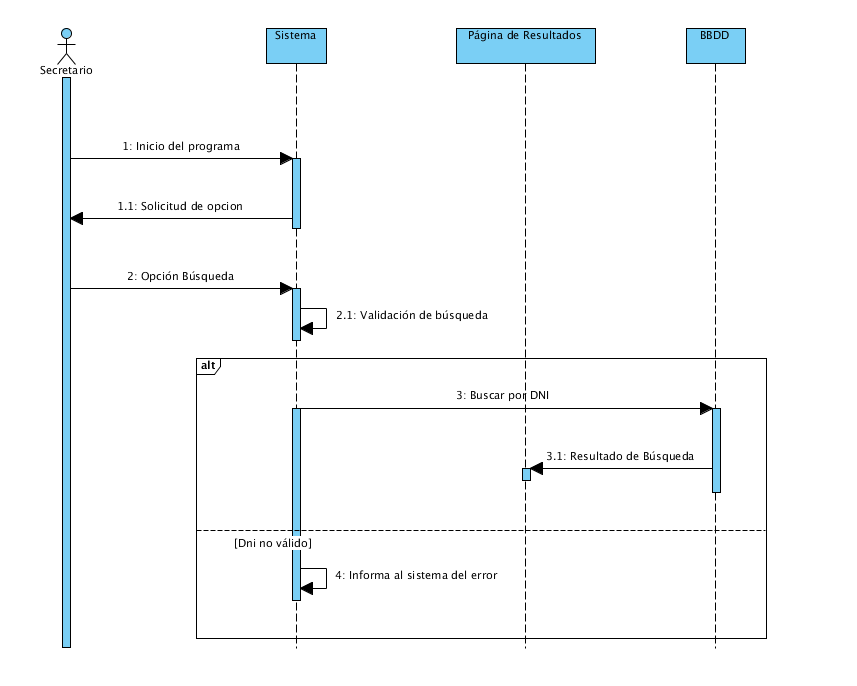 Sistema
Página de Resultados
BBDD
Secretario
1: Inicio del programa
1.1: Solicitud de opcion
2: Opción Búsqueda
2.1: Validación de búsqueda
alt
3: Buscar por DNI
3.1: Resultado de Búsqueda
[Dni no válido]
4: Informa al sistema del error